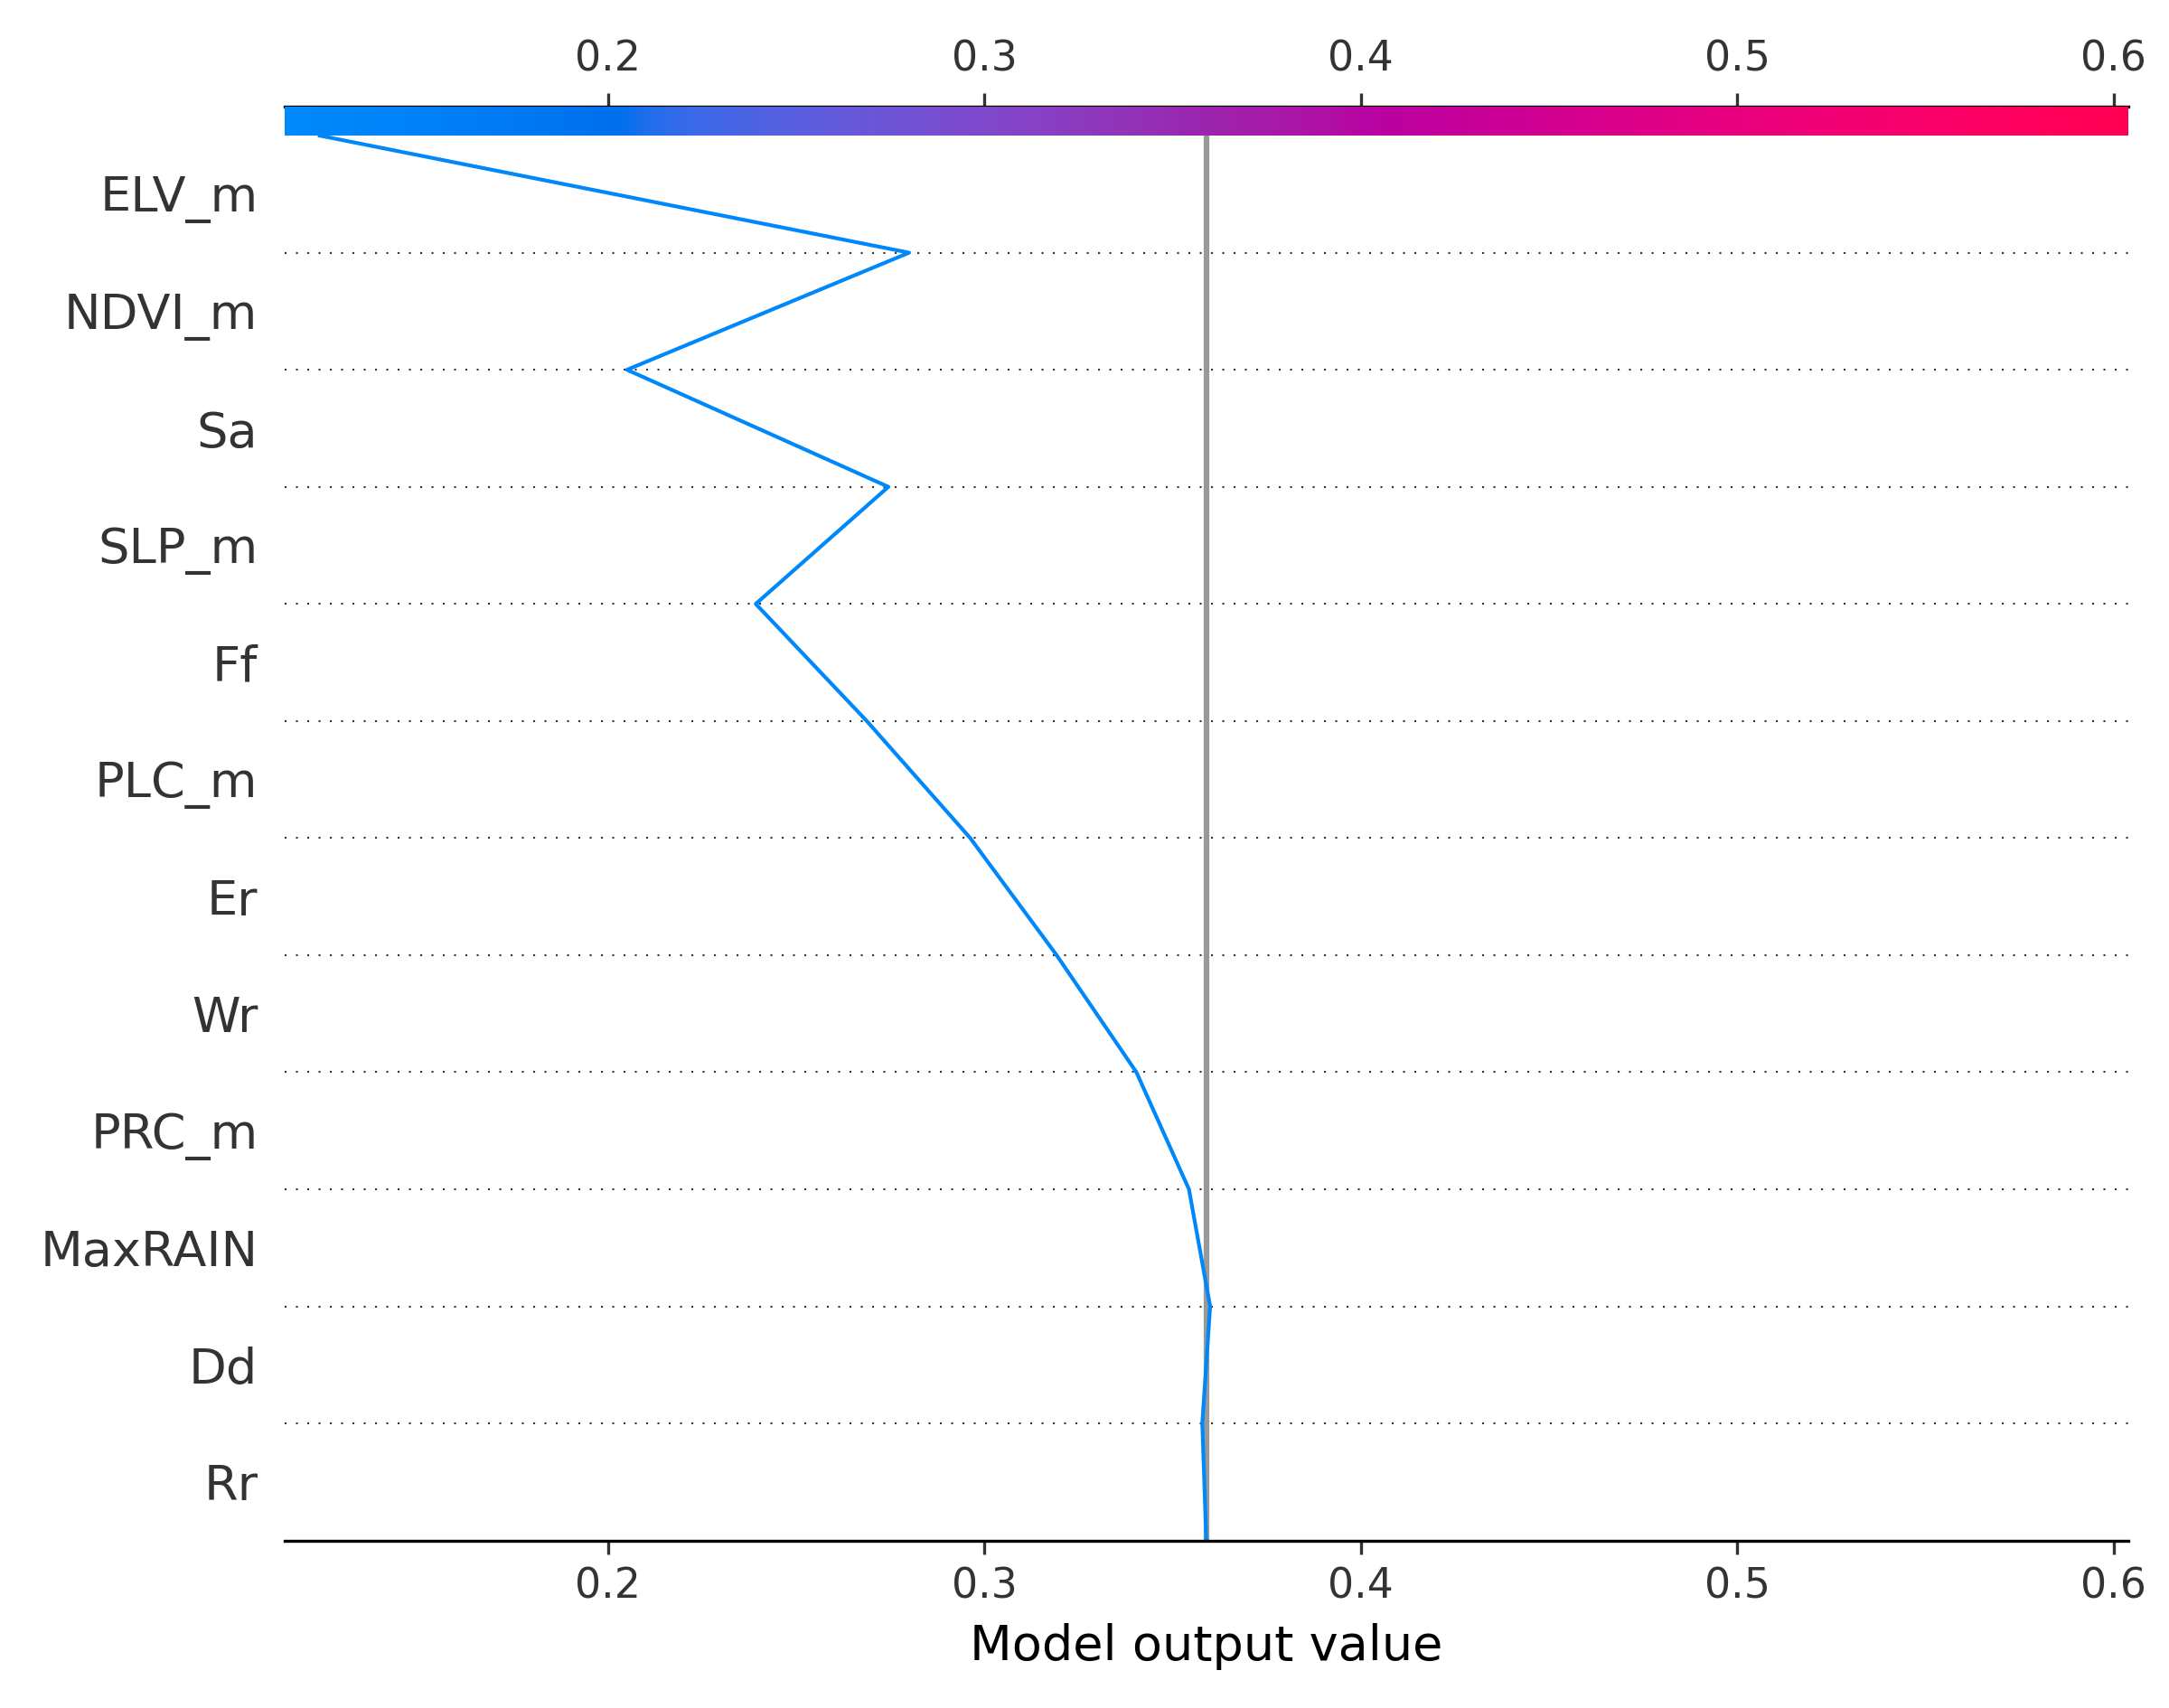 0.2 0.3 0.4 0.5 0.6
ELV_m
NDVI_m
Sa
SLP_m
Ff
PLC_m
Er
Wr
PRC_m
MaxRAIN
Dd
Rr
0.2 0.3 0.4 0.5 0.6
Model output value